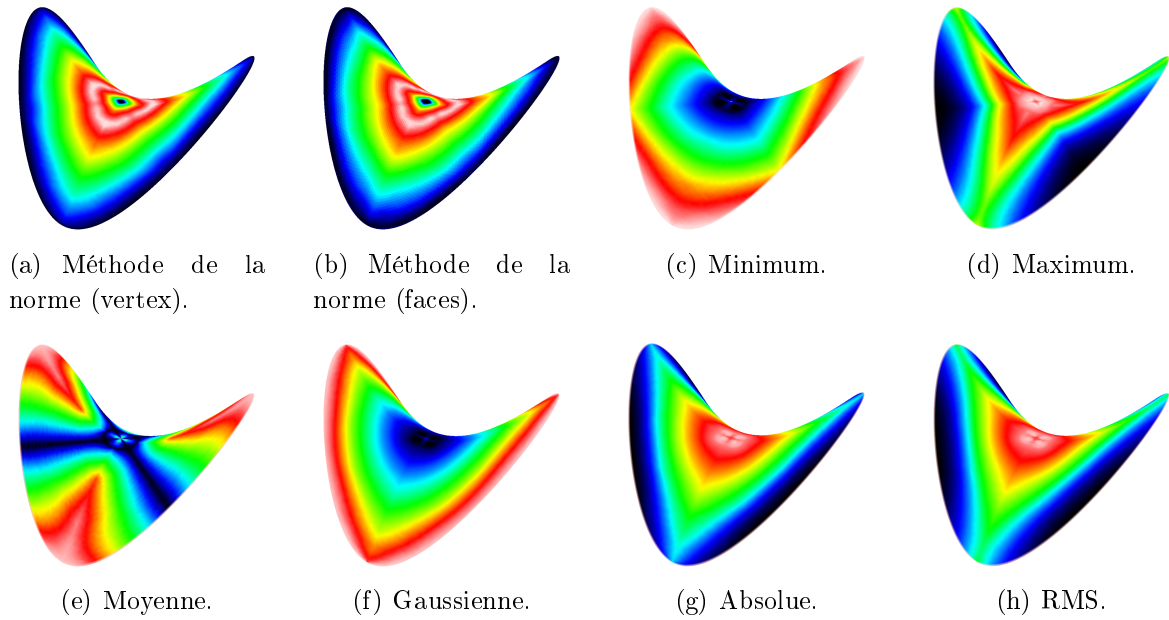 (a) Méthode de la
norme (vertex).
(b) Méthode de la
norme (faces).
(c) Minimum.
(d) Maximum.
(e) Moyenne.
(f) Gaussienne.
(g) Absolue.
(h) RMS.